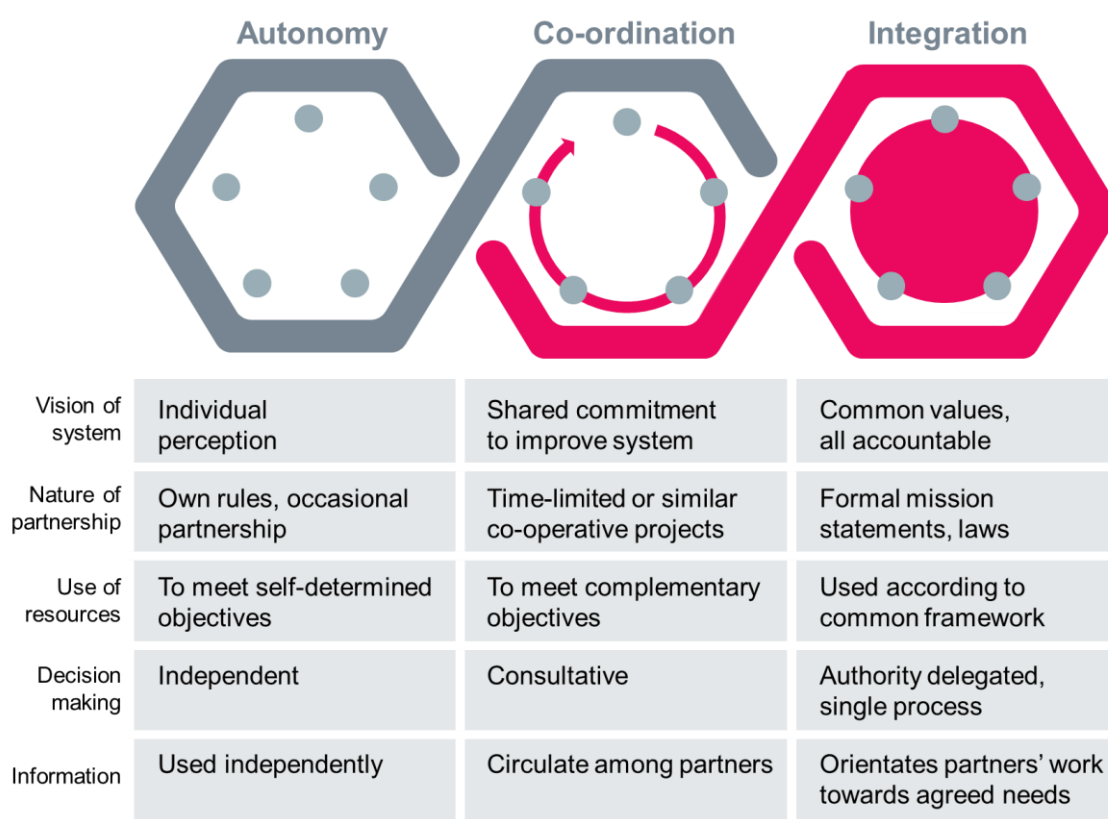 Autonomy
Co-ordination
Integration
Vision of
system
Individual
perception
Shared commitment
to improve system
Common values,
all accountable
Nature of
partnership
Own rules, occasional
partnership
Time-limited or similar
co-operative projects
Formal mission
statements, laws
Use of
resources
To meet self-determined
objectives
To meet complementary
objectives
Used according to
common framework
Decision
making
Independent
Consultative
Authority delegated,
single process
Information
Used independently
Circulate among partners
Orientates partners’ work
towards agreed needs